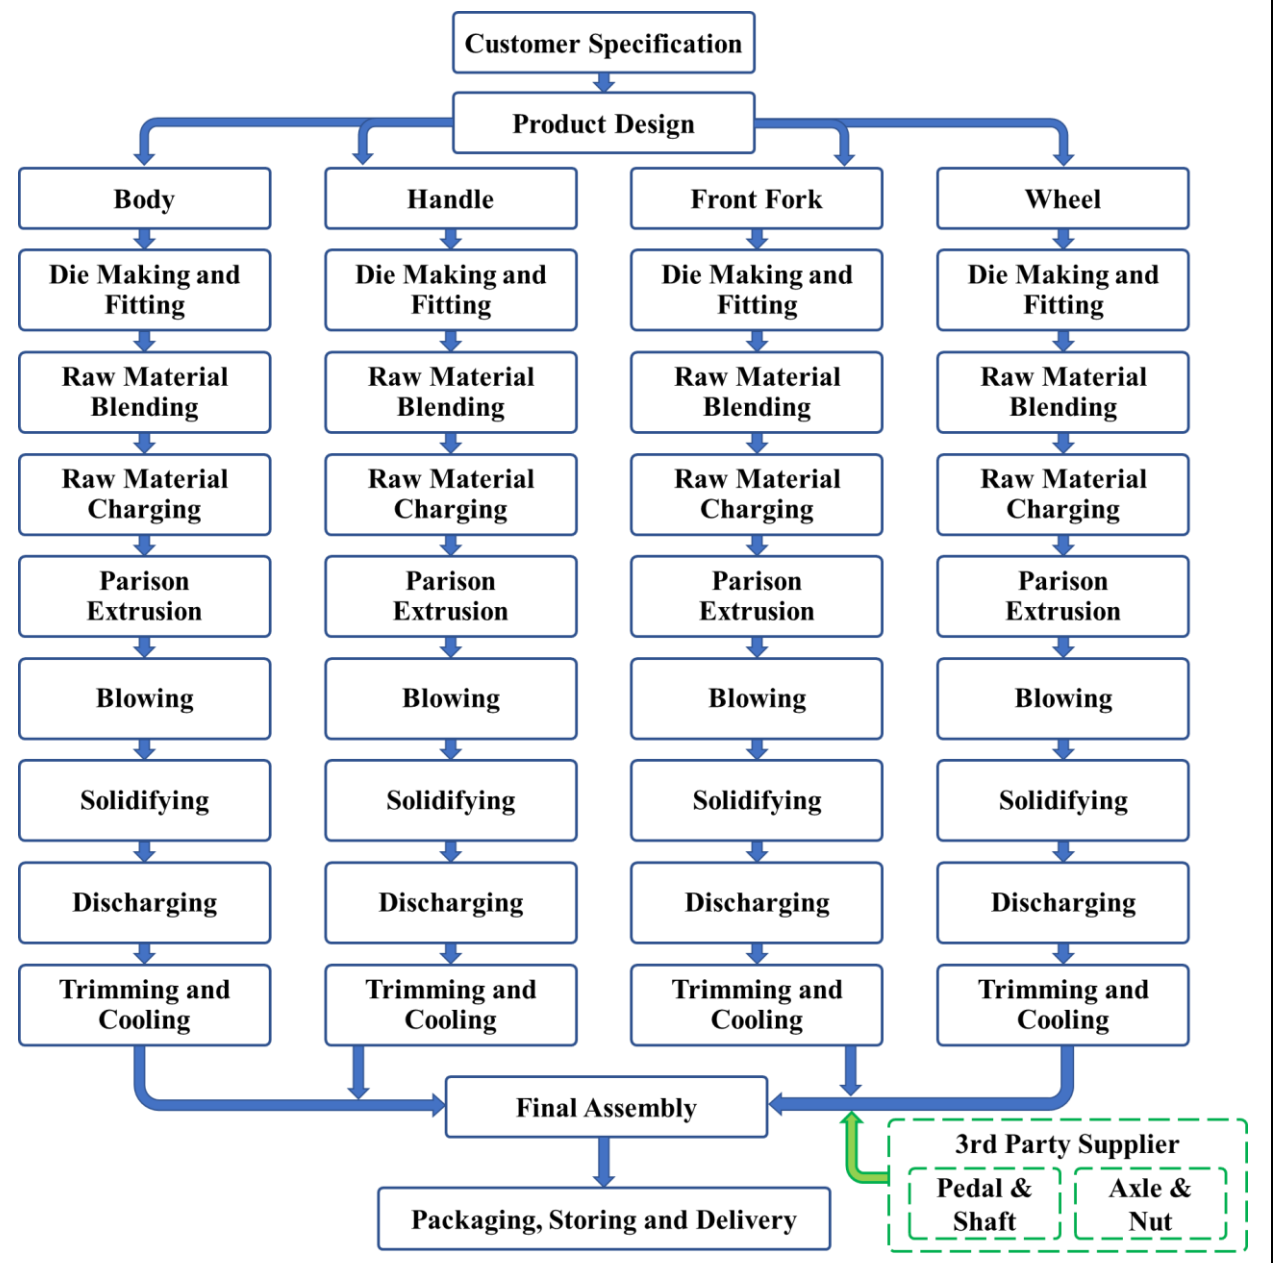 Customer Specification
Product Design
Body
Handle
Front Fork
Wheel
Die Making and
Fitting
Die Making and
Fitting
Die Making and
Fitting
Die Making and
Fitting
Raw Material
Blending
Raw Material
Blending
Raw Material
Blending
Raw Material
Blending
Raw Material
Charging
Raw Material
Charging
Raw Material
Charging
Raw Material
Charging
Parison
Extrusion
Parison
Extrusion
Parison
Extrusion
Parison
Extrusion
Blowing
Blowing
Blowing
Blowing
Solidifying
Solidifying
Solidifying
Solidifying
Discharging
Discharging
Discharging
Discharging
Trimming and
Cooling
Trimming and
Cooling
Trimming and
Cooling
Trimming and
Cooling
Final Assembly
3rd Party Supplier
Pedal &
Shaft
Axle &
Nut
Packaging, Storing and Delivery